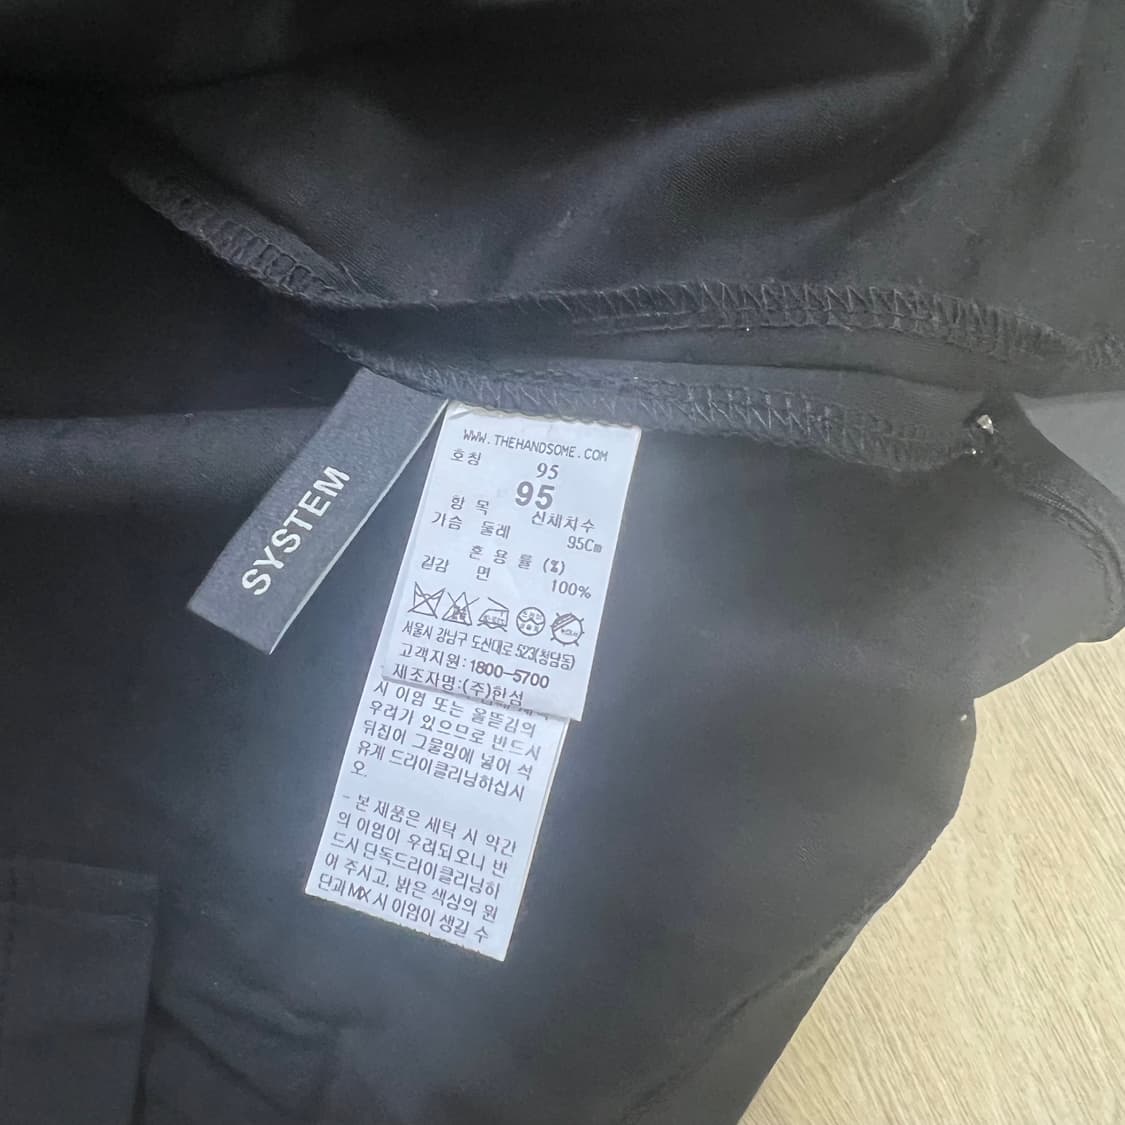 SYSTEM
WWW.THEHANDSOME.COM
호칭 95
95
항 목 신체치수
가슴 둘레 95Cm
혼 용 률 (%)
겉감 면 100%
서울시 강남구 도산대로 523(청담동)
고객지원:1800-5700
제조자명:(주)한섬
시 이염 또는 올뜯김의
우려가 있으므로 반드시
뒤집어 그물망에 넣어 석
유계 드라이클리닝하십시
오.
- 본 제품은 세탁 시 약간
의 이염이 우려되오니 반
드시 단독드라이클리닝하
여 주시고, 밝은 색상의 원
단과 MIX 시 이염이 생길 수